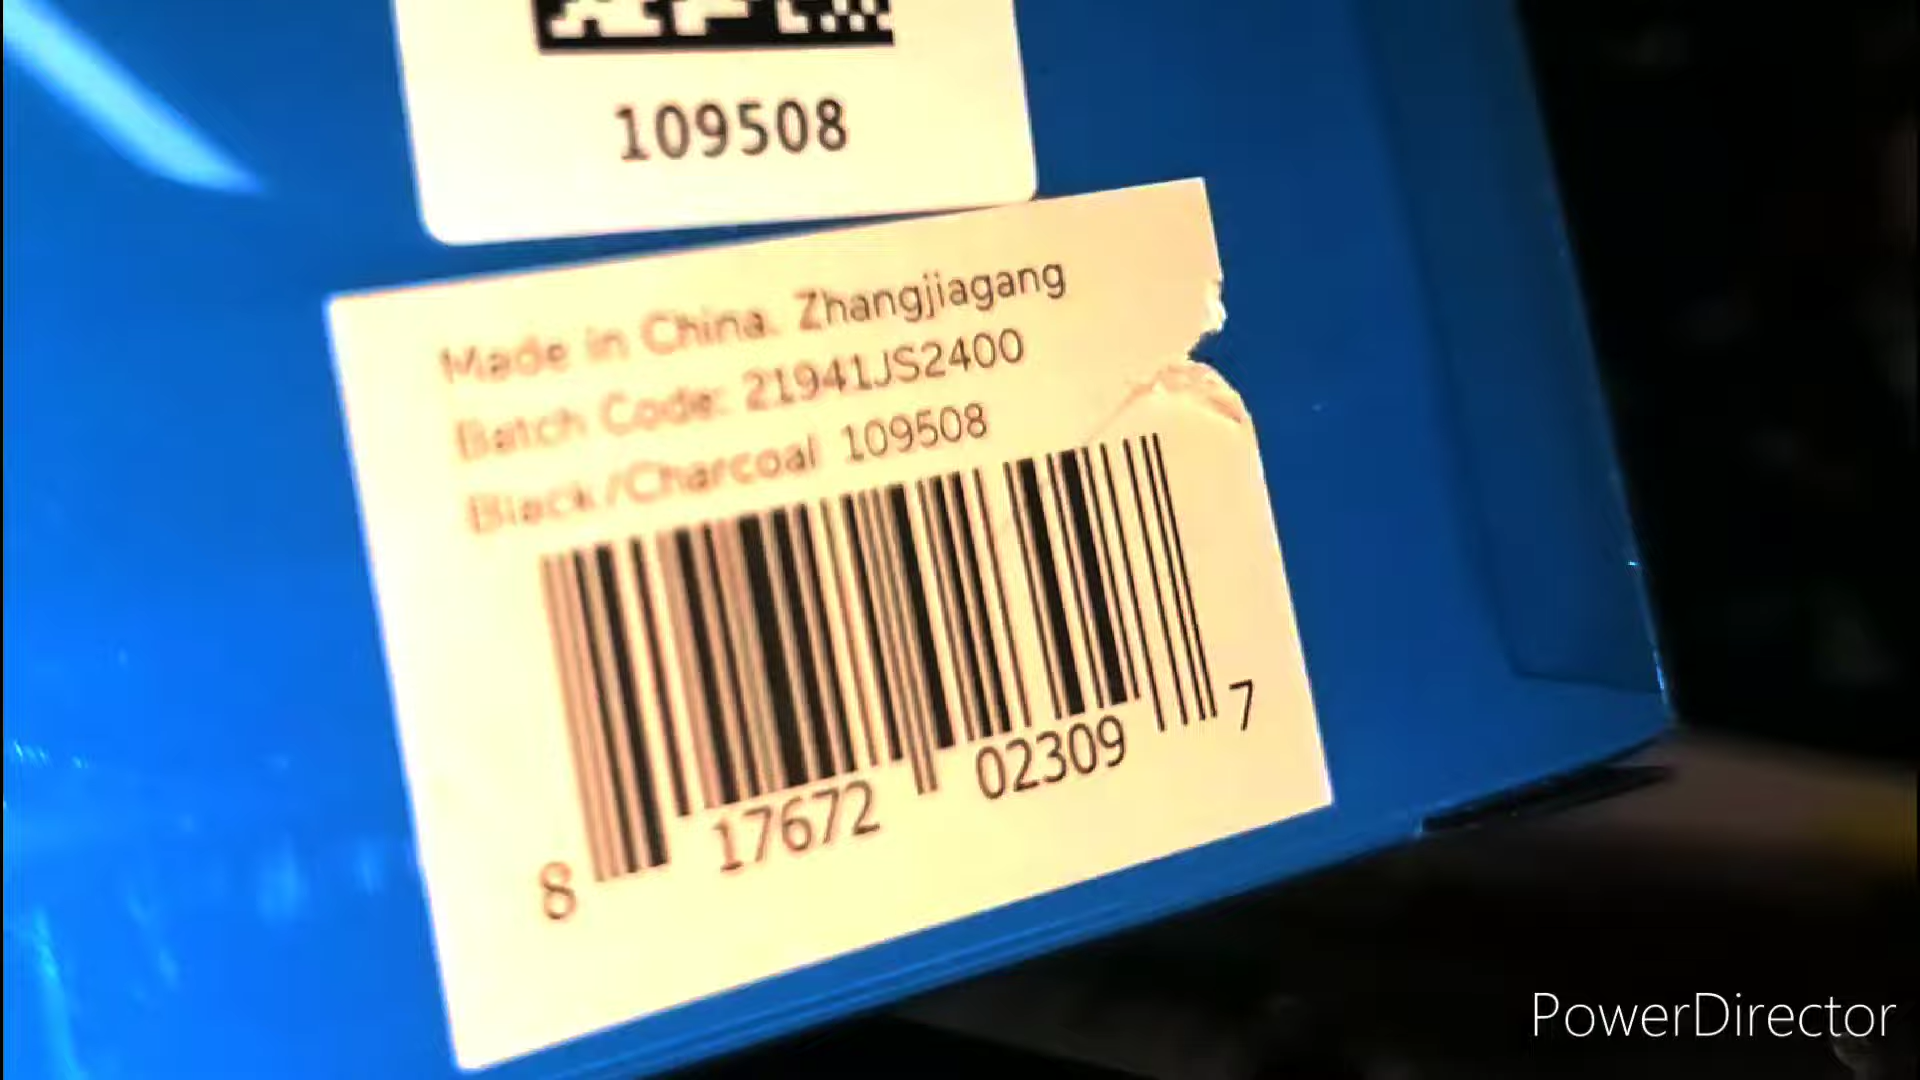 109508
Made in China. Zhangjiagang
Batch Code: 21941JS2400
Black/Charcoal 109508
8 17672 02309 7
PowerDirector